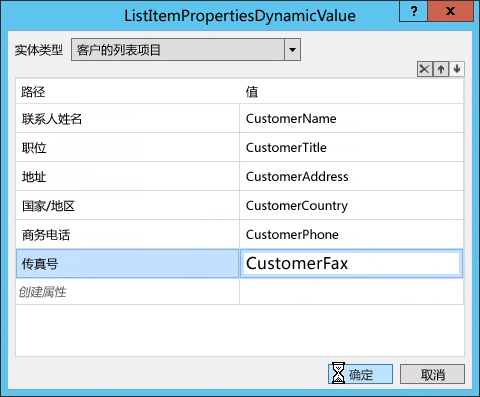 ListItemPropertiesDynamicValue
?
实体类型 客户的列表项目
路径 值
联系人姓名 CustomerName
职位 CustomerTitle
地址 CustomerAddress
国家/地区 CustomerCountry
商务电话 CustomerPhone
传真号 CustomerFax
创建属性
确定 取消